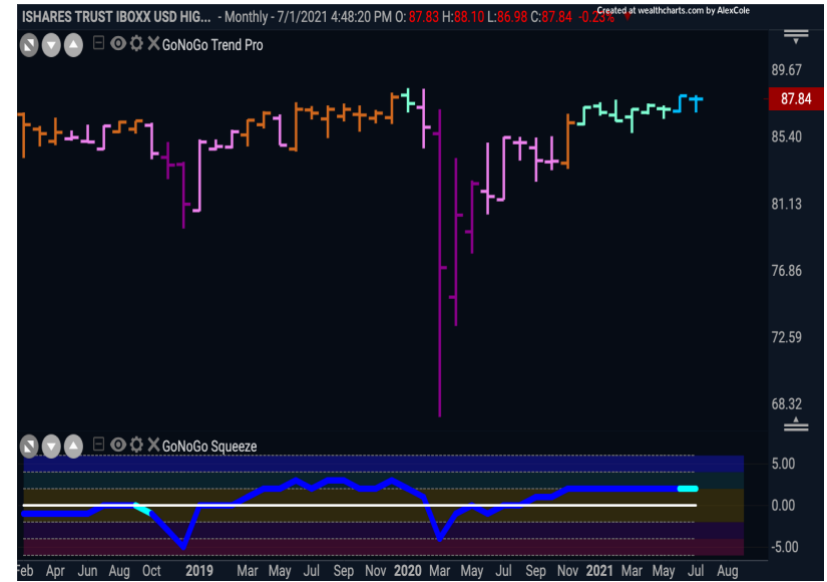 Created at wealthcharts.com by AlexCole
ISHARES TRUST IBOXX USD HIG... - Monthly - 7/1/2021 4:48:20 PM O: 87.83 H:88.10 L:86.98 C:87.84 -0.23%
GoNoGo Trend Pro
89.67
87.84
85.40
81.13
76.86
72.59
68.32
GoNoGo Squeeze
5.00
0.00
-5.00
Feb Apr Jun Aug Oct 2019 Mar May Jul Sep Nov 2020 Mar May Jul Sep Nov 2021 Mar May Jul Aug